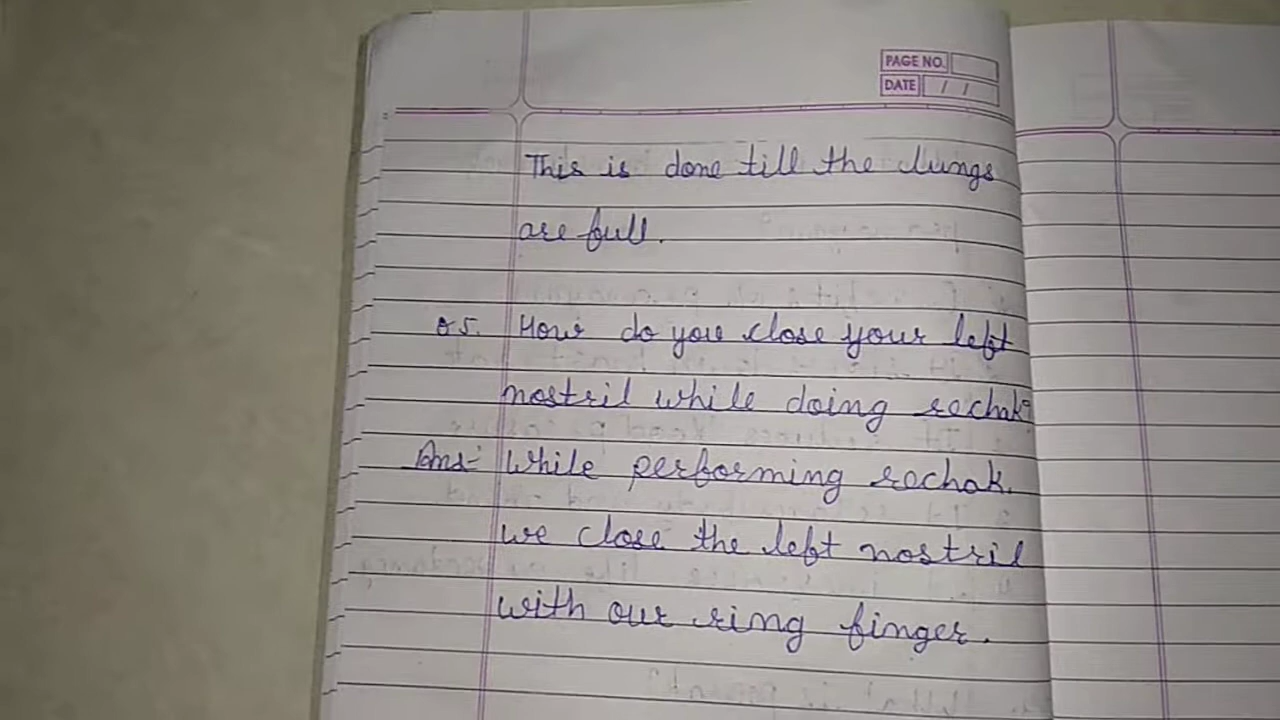 PAGE NO.
DATE / /
This is done till the lungs
are full.
Q5. How do you close your left
nostril while doing rechak?
Ans- While performing rechak.
we close the left nostril
with our ring finger.